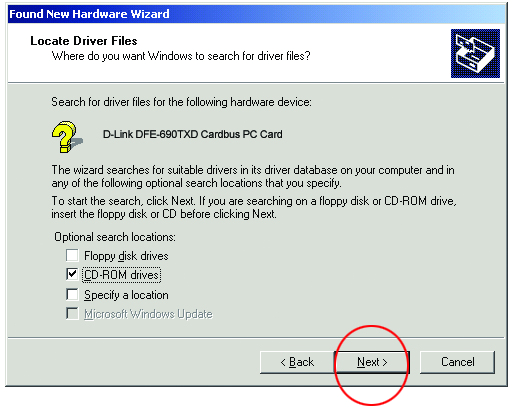 Found New Hardware Wizard
Locate Driver Files
Where do you want Windows to search for driver files?
Search for driver files for the following hardware device:
D-Link DFE-690TXD Cardbus PC Card
The wizard searches for suitable drivers in its driver database on your computer and in
any of the following optional search locations that you specify.
To start the search, click Next. If you are searching on a floppy disk or CD-ROM drive,
insert the floppy disk or CD before clicking Next.
Optional search locations:
Floppy disk drives
CD-ROM drives
Specify a location
Microsoft Windows Update
< Back
Next >
Cancel